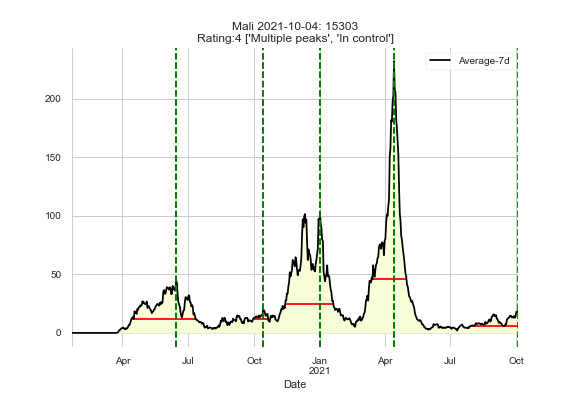 Mali 2021-10-04: 15303
Rating:4 ['Multiple peaks', 'In control']
Average-7d
200
150
100
50
0
Apr Jul Oct Jan Apr Jul Oct
2021
Date